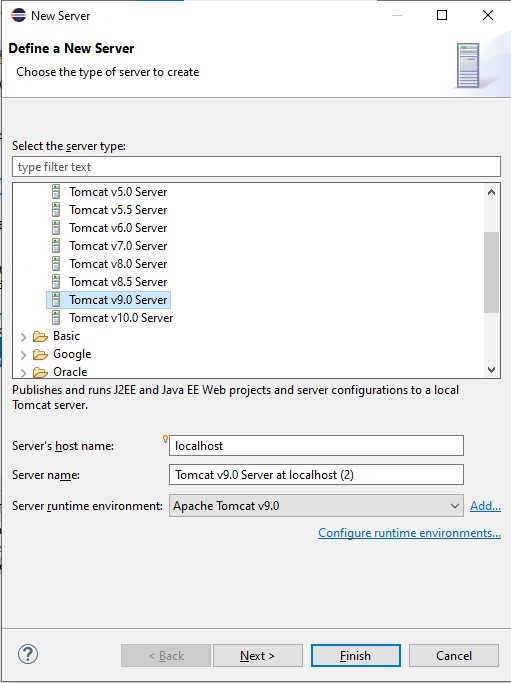 New Server
Define a New Server
Choose the type of server to create
Select the server type:
type filter text
Tomcat v5.0 Server
Tomcat v5.5 Server
Tomcat v6.0 Server
Tomcat v7.0 Server
Tomcat v8.0 Server
Tomcat v8.5 Server
Tomcat v9.0 Server
Tomcat v10.0 Server
Basic
Google
Oracle
Publishes and runs J2EE and Java EE Web projects and server configurations to a local
Tomcat server.
Server's host name: localhost
Server name: Tomcat v9.0 Server at localhost (2)
Server runtime environment: Apache Tomcat v9.0 Add...
Configure runtime environments...
? < Back Next > Finish Cancel